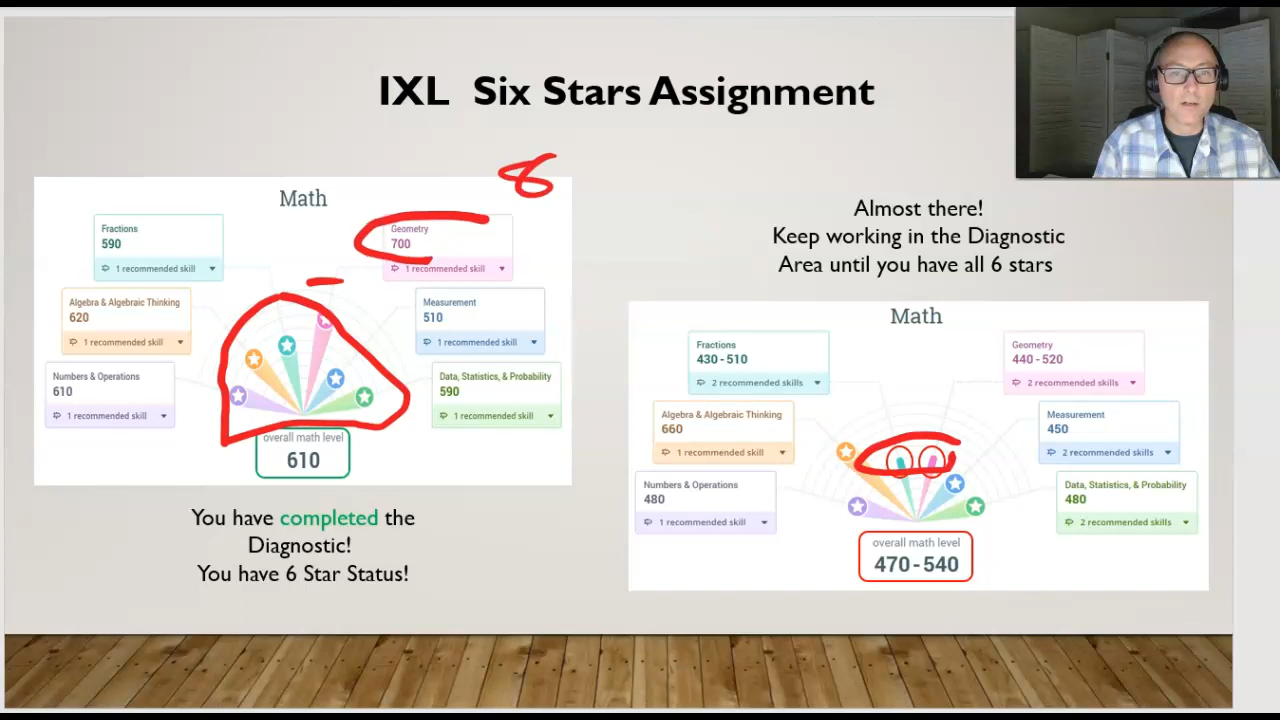 IXL Six Stars Assignment
8
Math
Fractions
590
1 recommended skill
Geometry
700
1 recommended skill
Algebra & Algebraic Thinking
620
1 recommended skill
Measurement
510
1 recommended skill
Numbers & Operations
610
1 recommended skill
Data, Statistics, & Probability
590
1 recommended skill
overall math level
610
You have completed the
Diagnostic!
You have 6 Star Status!
Almost there!
Keep working in the Diagnostic
Area until you have all 6 stars
Math
Fractions
430 - 510
2 recommended skills
Geometry
440 - 520
2 recommended skills
Algebra & Algebraic Thinking
660
1 recommended skill
Measurement
450
2 recommended skills
Numbers & Operations
480
1 recommended skill
Data, Statistics, & Probability
480
2 recommended skills
overall math level
470 - 540